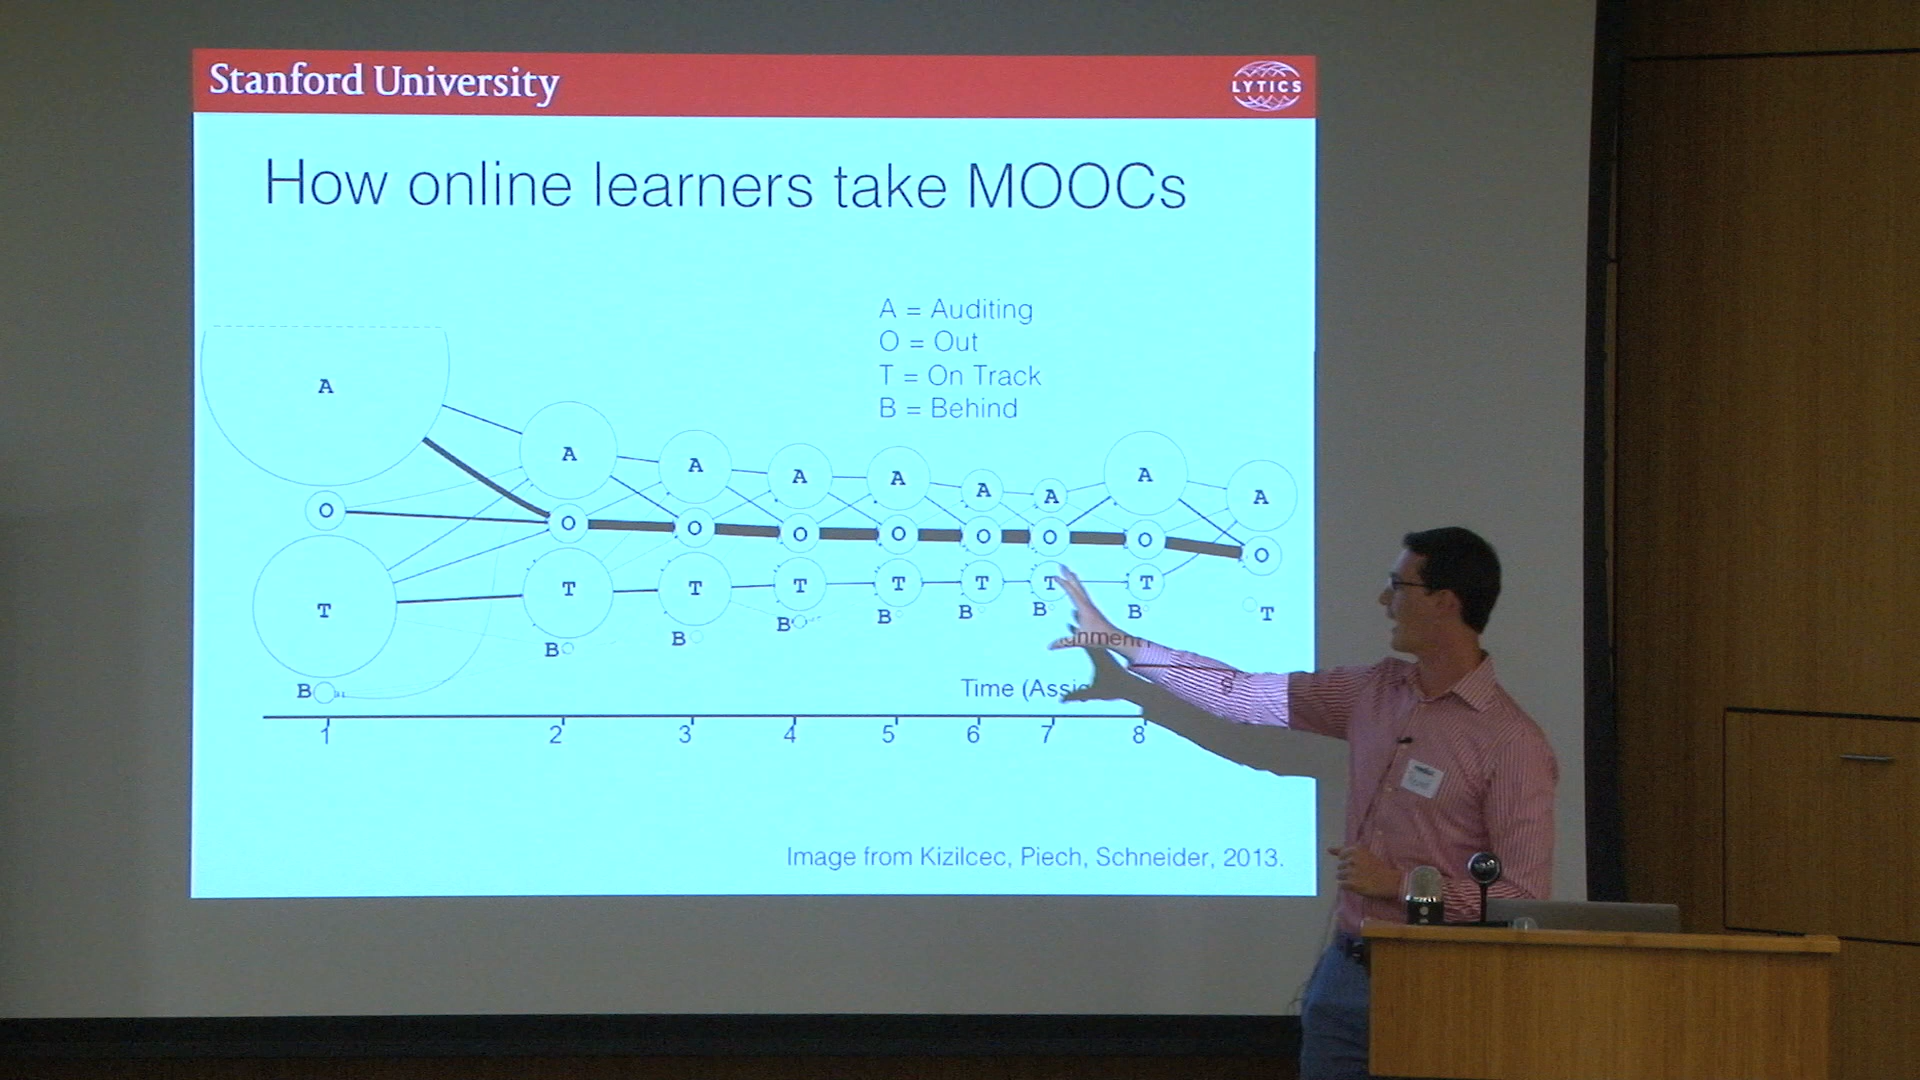 Stanford University
LYTICS
How online learners take MOOCs
A = Auditing
O = Out
T = On Track
B = Behind
A
A A A A A A A A
O O O O O O O O O
T T T T T T T T T
B B B B B B B B
Time (Assignment
1 2 3 4 5 6 7 8
Image from Kizilcec, Piech, Schneider, 2013.